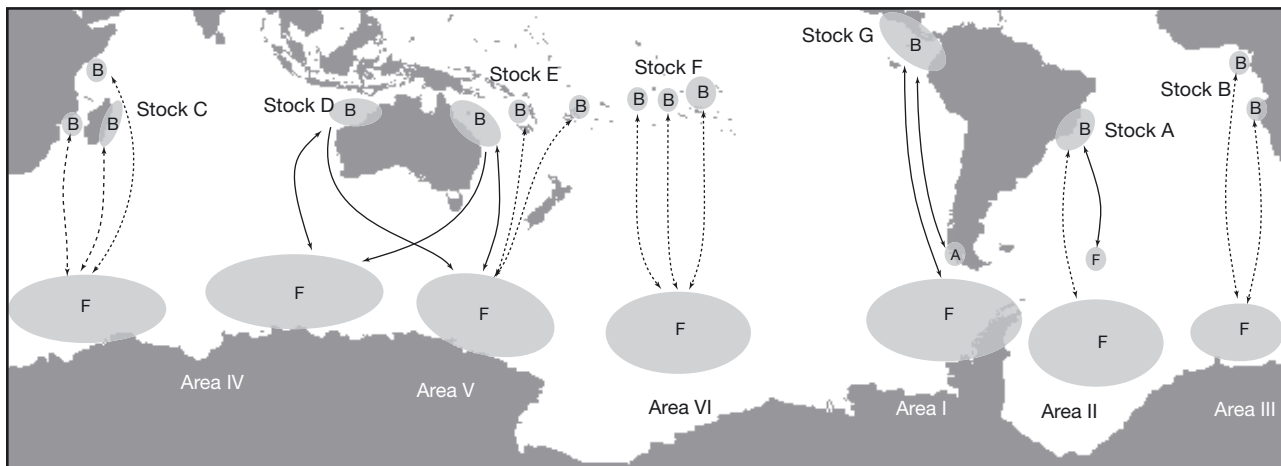 Stock G
B
B
Stock C
B
B
Stock D
B
B
Stock E
B
B
Stock F
B
B
B
B
Stock A
Stock B
B
B
A
F
F
F
F
F
F
F
F
Area IV
Area V
Area VI
Area I
Area II
Area III